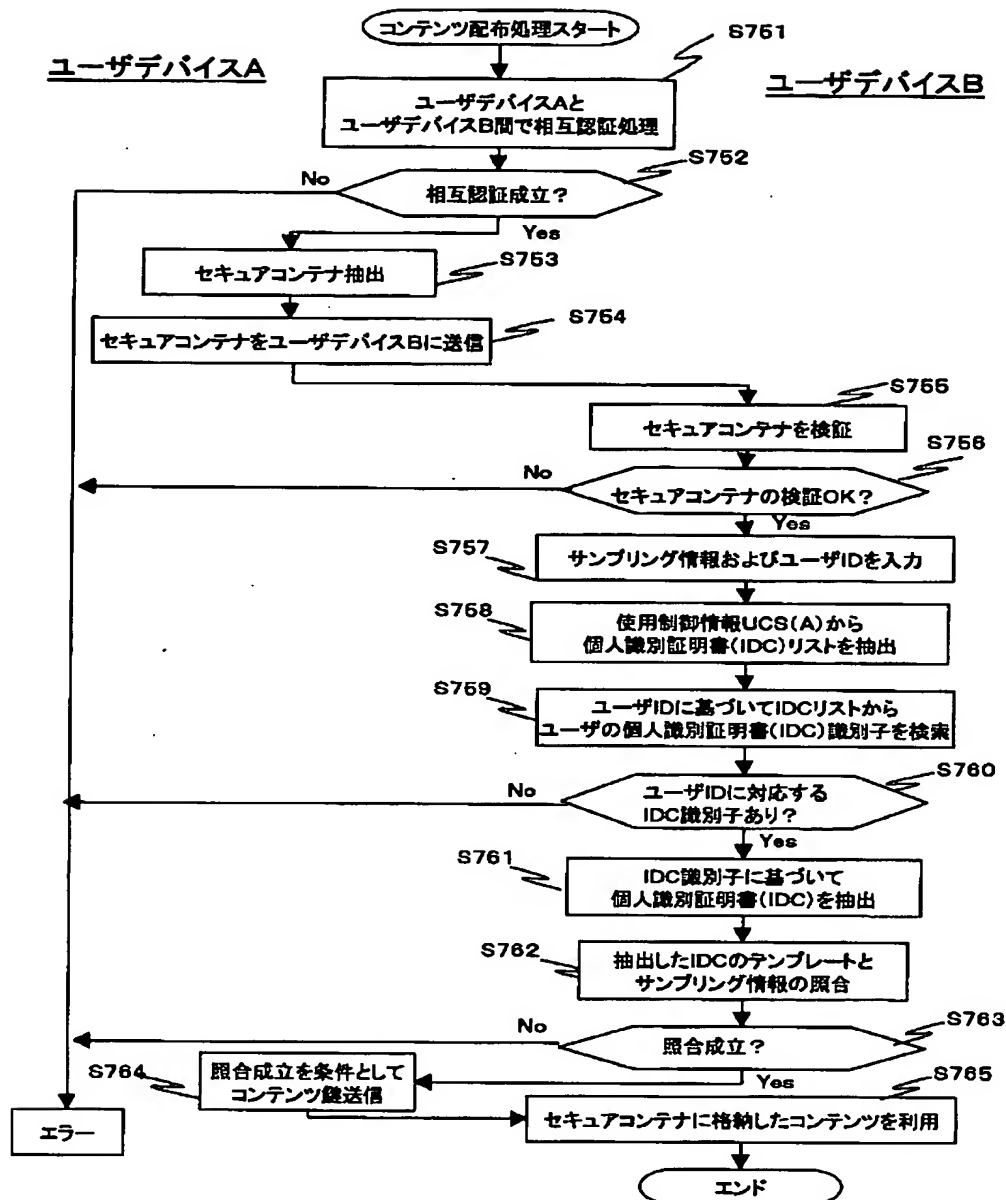 コンテンツ配布処理スタート
S751
ユーザデバイスA
ユーザデバイスB
ユーザデバイスAと
ユーザデバイスB間で相互認証処理
S752
No
相互認証成立?
Yes
S753
セキュアコンテナ抽出
S754
セキュアコンテナをユーザデバイスBに送信
S755
セキュアコンテナを検証
S756
No
セキュアコンテナの検証OK?
Yes
S757
サンプリング情報およびユーザIDを入力
S758
使用制御情報UCS(A)から
個人識別証明書(IDC)リストを抽出
S759
ユーザIDに基づいてIDCリストから
ユーザの個人識別証明書(IDC)識別子を検索
S760
No
ユーザIDに対応する
IDC識別子あり?
Yes
S761
IDC識別子に基づいて
個人識別証明書(IDC)を抽出
S762
抽出したIDCのテンプレートと
サンプリング情報の照合
No
S763
照合成立?
S764
照合成立を条件として
コンテンツ鍵送信
Yes
S765
セキュアコンテナに格納したコンテンツを利用
エラー
エンド